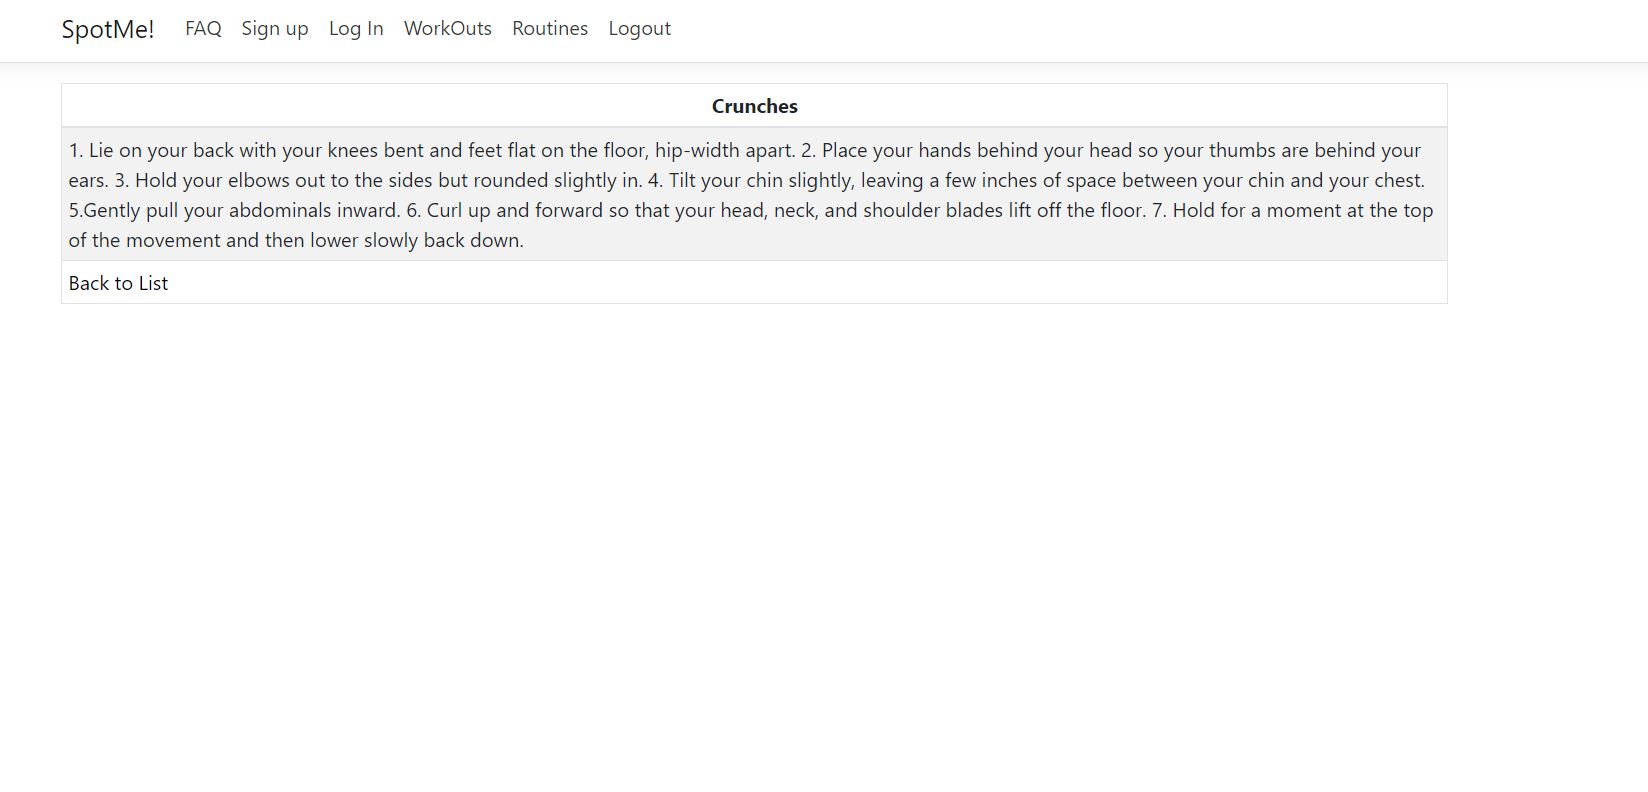 SpotMe! FAQ Sign up Log In WorkOuts Routines Logout
Crunches
1. Lie on your back with your knees bent and feet flat on the floor, hip-width apart. 2. Place your hands behind your head so your thumbs are behind your
ears. 3. Hold your elbows out to the sides but rounded slightly in. 4. Tilt your chin slightly, leaving a few inches of space between your chin and your chest.
5.Gently pull your abdominals inward. 6. Curl up and forward so that your head, neck, and shoulder blades lift off the floor. 7. Hold for a moment at the top
of the movement and then lower slowly back down.
Back to List